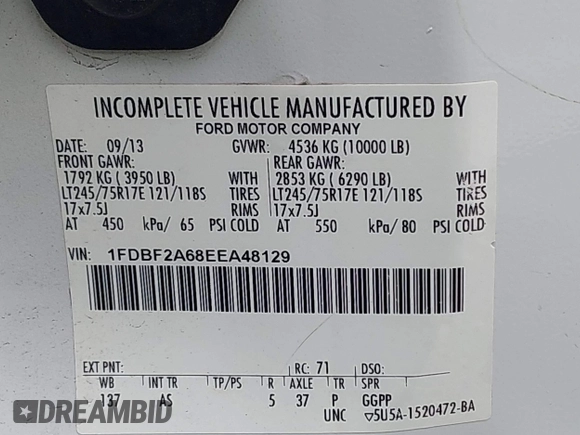 INCOMPLETE VEHICLE MANUFACTURED BY
FORD MOTOR COMPANY
DATE: 09/13 GVWR: 4536 KG (10000 LB)
FRONT GAWR: REAR GAWR:
1792 KG ( 3950 LB) WITH 2853 KG ( 6290 LB) WITH
LT245/75R17E 121/118S TIRES LT245/75R17E 121/118S TIRES
17x7.5J RIMS 17x7.5J RIMS
AT 450 kPa/ 65 PSI COLD AT 550 kPa/ 80 PSI COLD
VIN: 1FDBF2A68EEA48129
EXT PNT: RC: 71 DSO:
WB INT TR TP/PS R AXLE TR SPR
137 AS 5 37 P GGPP
UNC ▽5U5A-1520472-BA
DREAMBID